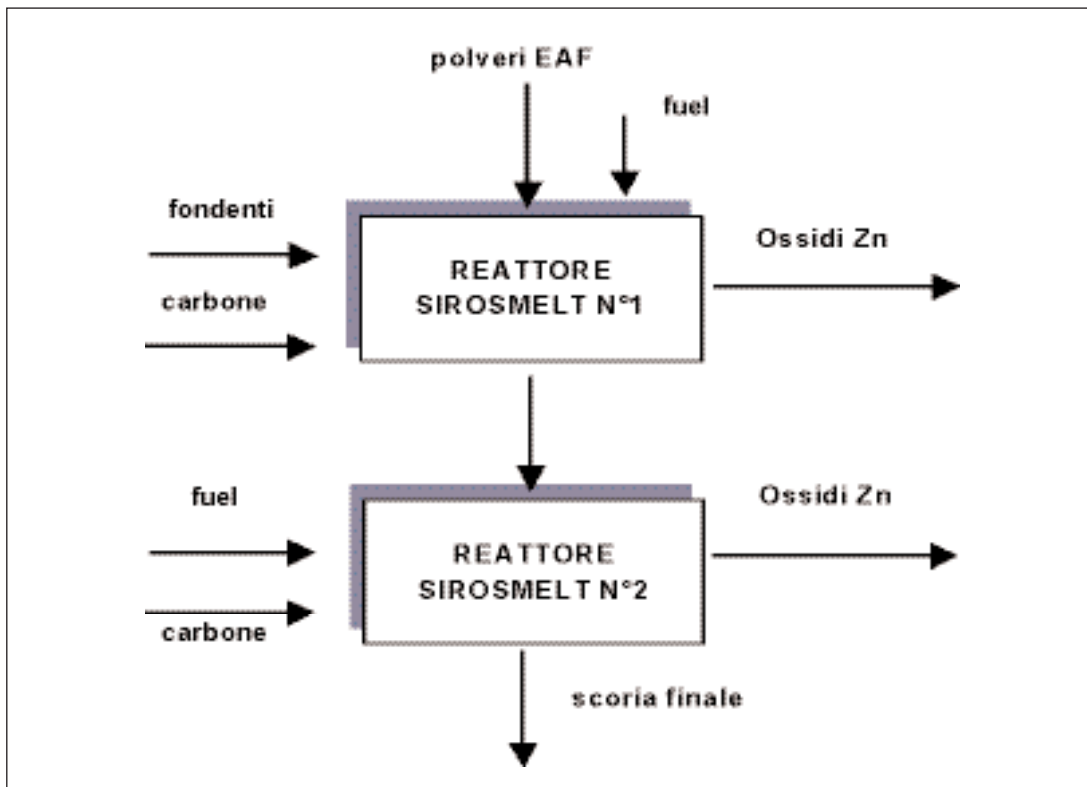 polveri EAF
fuel
fondenti
carbone
REATTORE
SIROSMELT N°1
Ossidi Zn
fuel
carbone
REATTORE
SIROSMELT N°2
Ossidi Zn
scoria finale